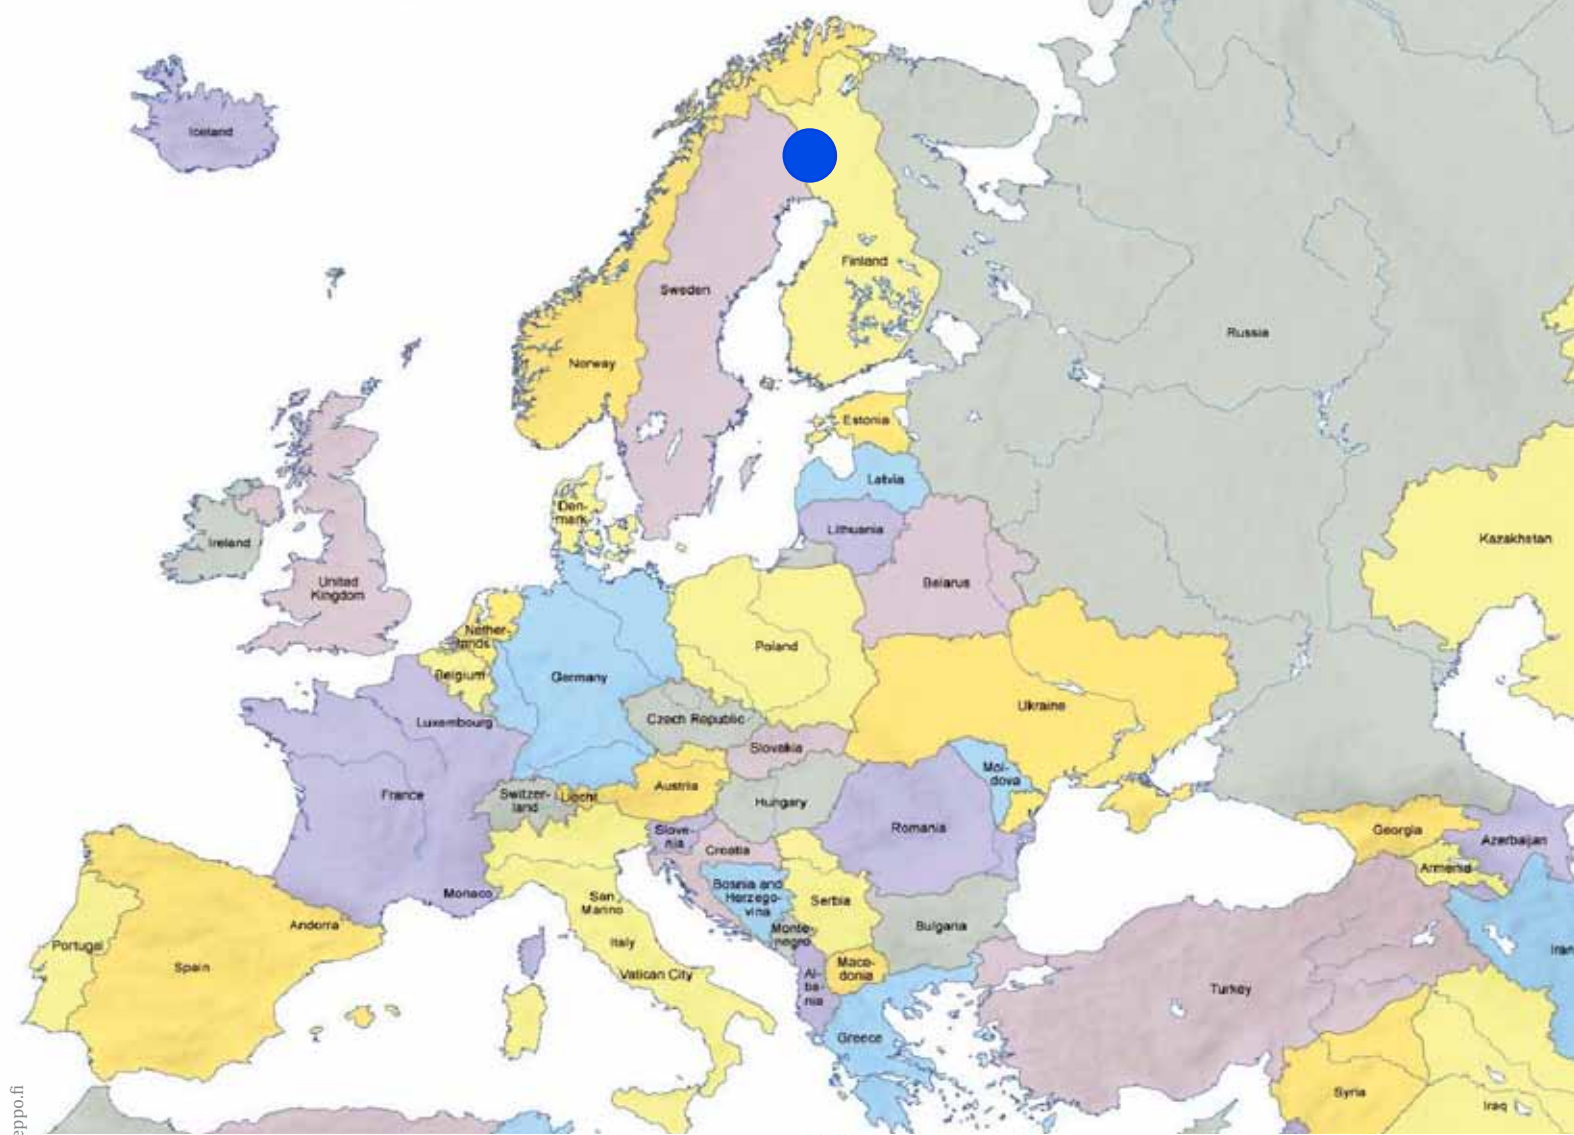 Iceland
Finland
Sweden
Russia
Norway
Estonia
Latvia
Den-
mark
Lithuania
Ireland
Kazakhstan
United
Kingdom
Belarus
Nether-
lands
Poland
Belgium
Germany
Ukraine
Luxembourg
Czech Republic
Slovakia
Mol-
dova
France
Switzer-
land
Liecht
Austria
Hungary
Romania
Georgia
Slove-
nia
Azerbaijan
Croatia
Armenia
Monaco
Bosnia and
Herzego-
vina
San
Marino
Serbia
Andorra
Bulgaria
Monte-
negro
Portugal
Italy
Iran
Spain
Vatican City
Mace-
donia
Al-
ba-
nia
Turkey
Greece
Syria
Iraq
eppo.fi